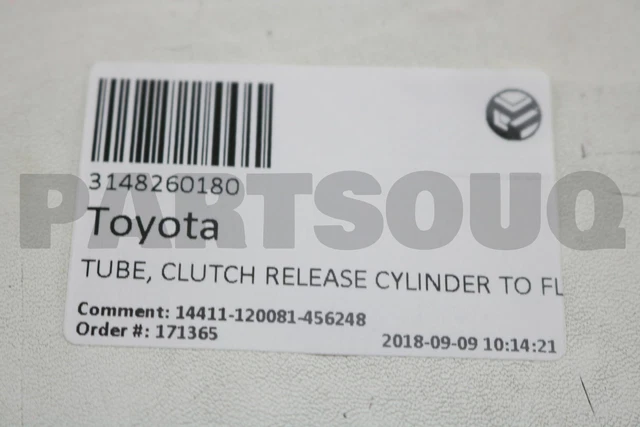 3148260180
PARTSOUQ
Toyota
TUBE, CLUTCH RELEASE CYLINDER TO FL
Comment: 14411-120081-456248
Order #: 171365
2018-09-09 10:14:21